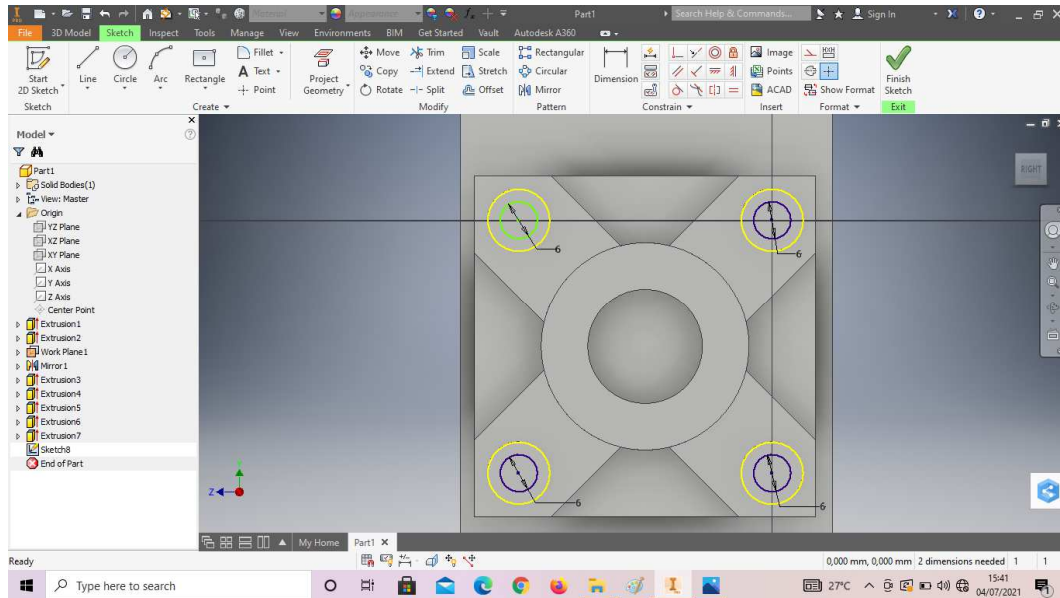 PRO
Material
Appearance
Part1
Search Help & Commands...
Sign In
File 3D Model Sketch Inspect Tools Manage View Environments BIM Get Started Vault Autodesk A360
Start
2D Sketch
Line
Circle
Arc
Rectangle
Fillet
Text
Point
Project
Geometry
Move Trim Scale
Copy Extend Stretch
Rotate Split Offset
Rectangular
Circular
Mirror
Dimension
Image
Points
ACAD
Show Format
Finish
Sketch
Sketch Create Modify Pattern Constrain Insert Format Exit
Model
Part1
Solid Bodies(1)
View: Master
Origin
YZ Plane
XZ Plane
XY Plane
X Axis
Y Axis
Z Axis
Center Point
Extrusion1
Extrusion2
Work Plane1
Mirror1
Extrusion3
Extrusion4
Extrusion5
Extrusion6
Extrusion7
Sketch8
End of Part
RIGHT
6
6
6
6
Z
My Home Part1
Ready
0,000 mm, 0,000 mm 2 dimensions needed 1 1
Type here to search
27°C
15:41
04/07/2021